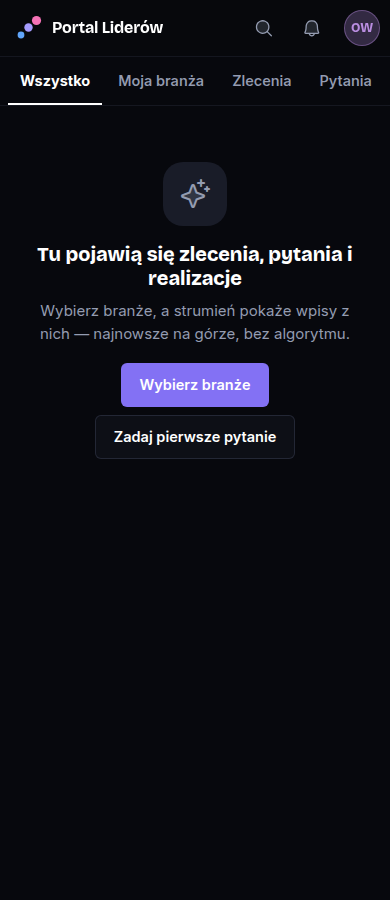 Portal Liderów
OW
Wszystko
Moja branża
Zlecenia
Pytania
Tu pojawią się zlecenia, pytania i
realizacje
Wybierz branże, a strumień pokaże wpisy z
nich — najnowsze na górze, bez algorytmu.
Wybierz branże
Zadaj pierwsze pytanie